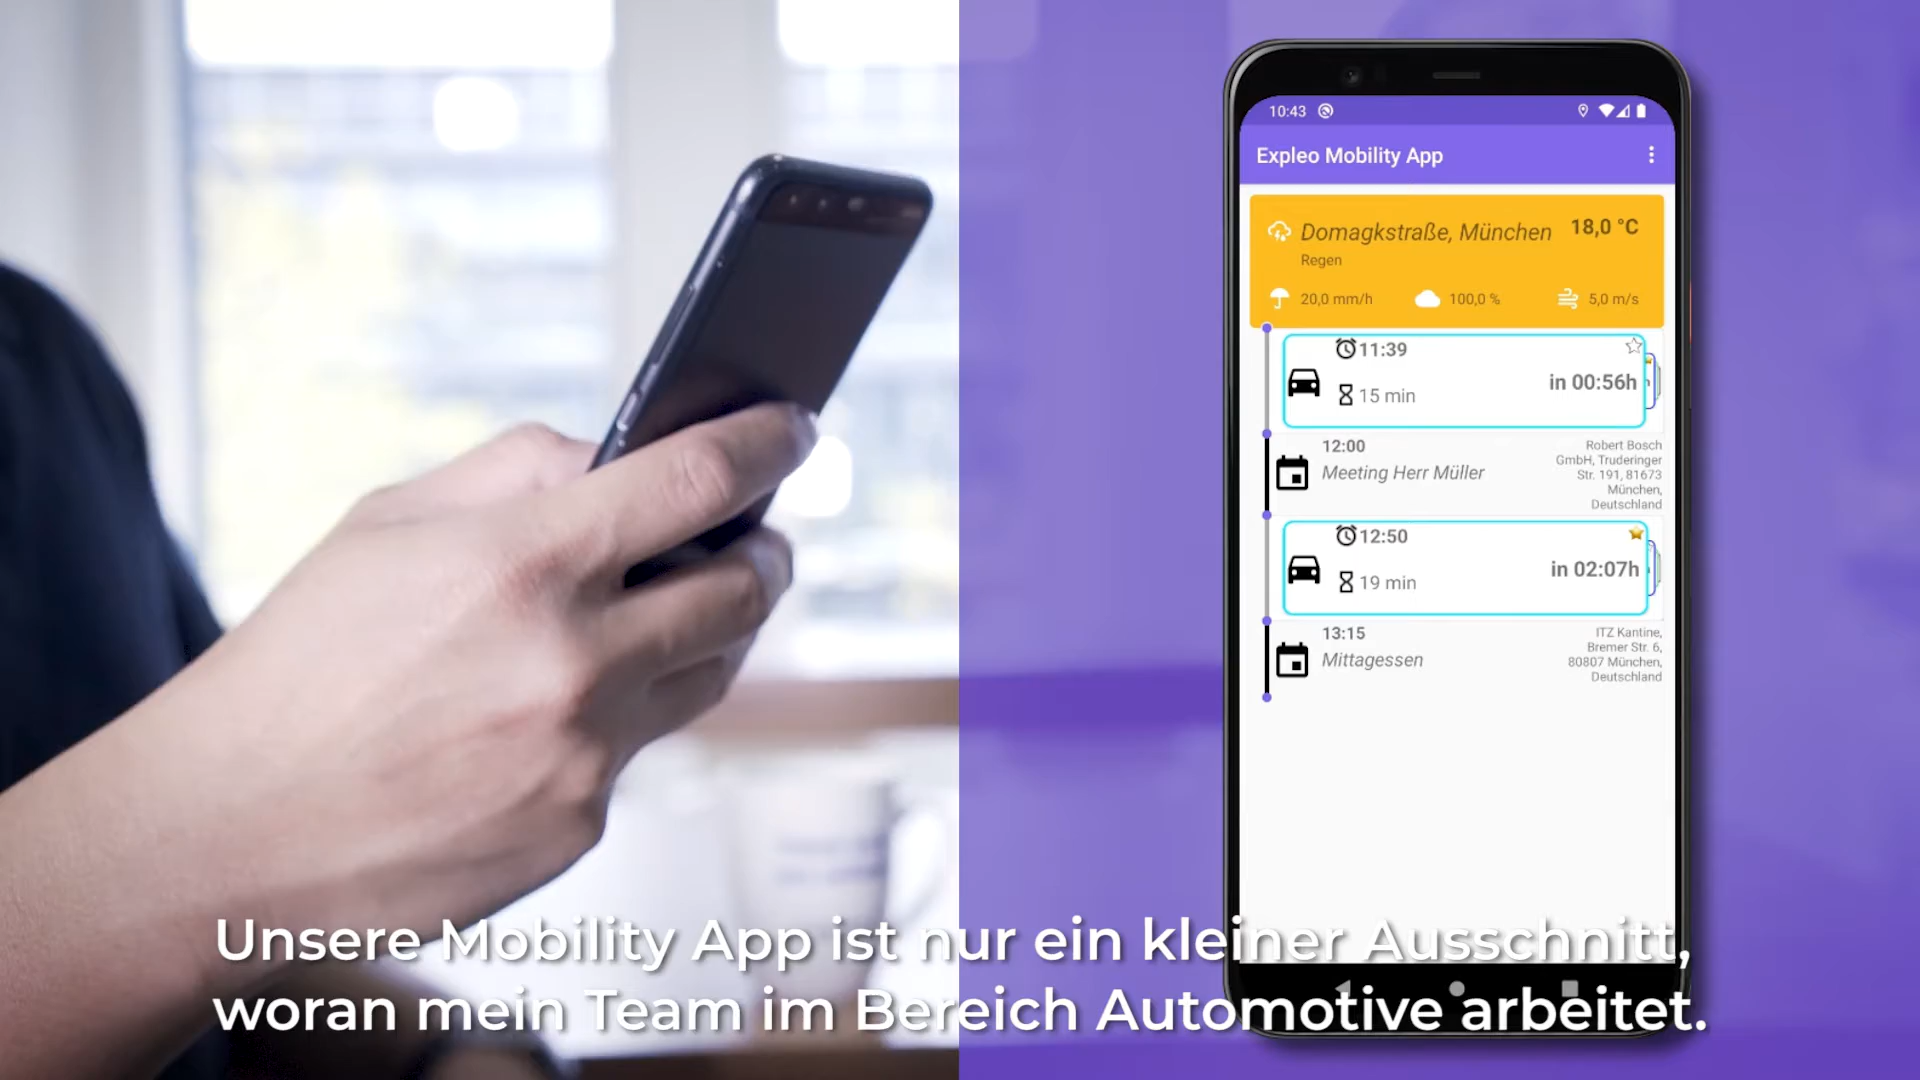 10:43
Expleo Mobility App
Domagkstraße, München
18,0 °C
Regen
20,0 mm/h
100,0 %
5,0 m/s
11:39
15 min
in 00:56h
12:00
Meeting Herr Müller
Robert Bosch
GmbH, Truderinger
Str. 191, 81673
München,
Deutschland
12:50
19 min
in 02:07h
13:15
Mittagessen
ITZ Kantine,
Bremer Str. 6,
80807 München,
Deutschland
Unsere Mobility App ist nur ein kleiner Ausschnitt,
woran mein Team im Bereich Automotive arbeitet.